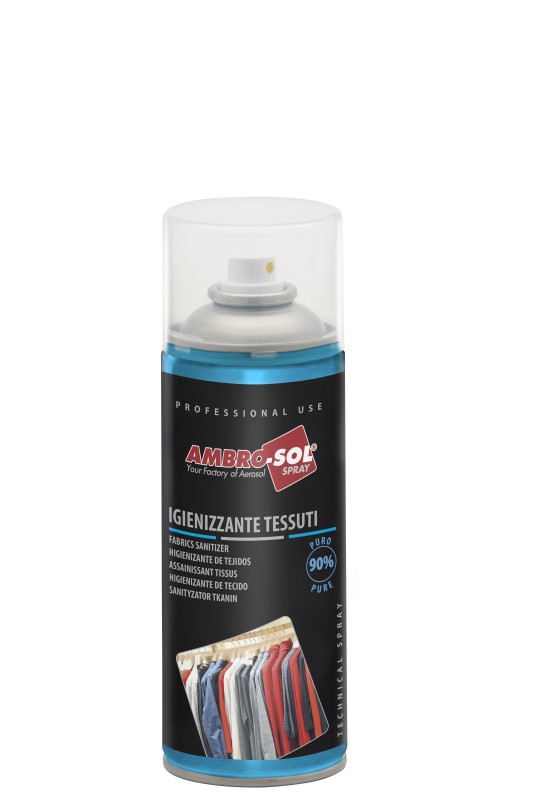 PROFESSIONAL USE
AMBRO-SOL®
SPRAY
Your Factory of Aerosol
IGIENIZZANTE TESSUTI
FABRICS SANITIZER
HIGIENIZANTE DE TEJIDOS
ASSAINISSANT TISSUS
HIGIENIZANTE DE TECIDO
SANITYZATOR TKANIN
PURO
90%
PURE
TECHNICAL SPRAY